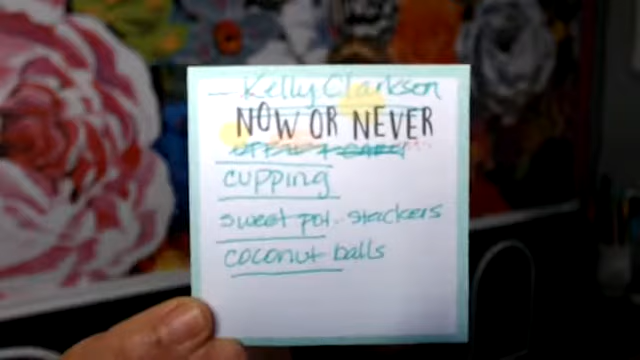 – Kelly Clarkson
NOW OR NEVER
cupping
sweet pot. stackers
coconut balls